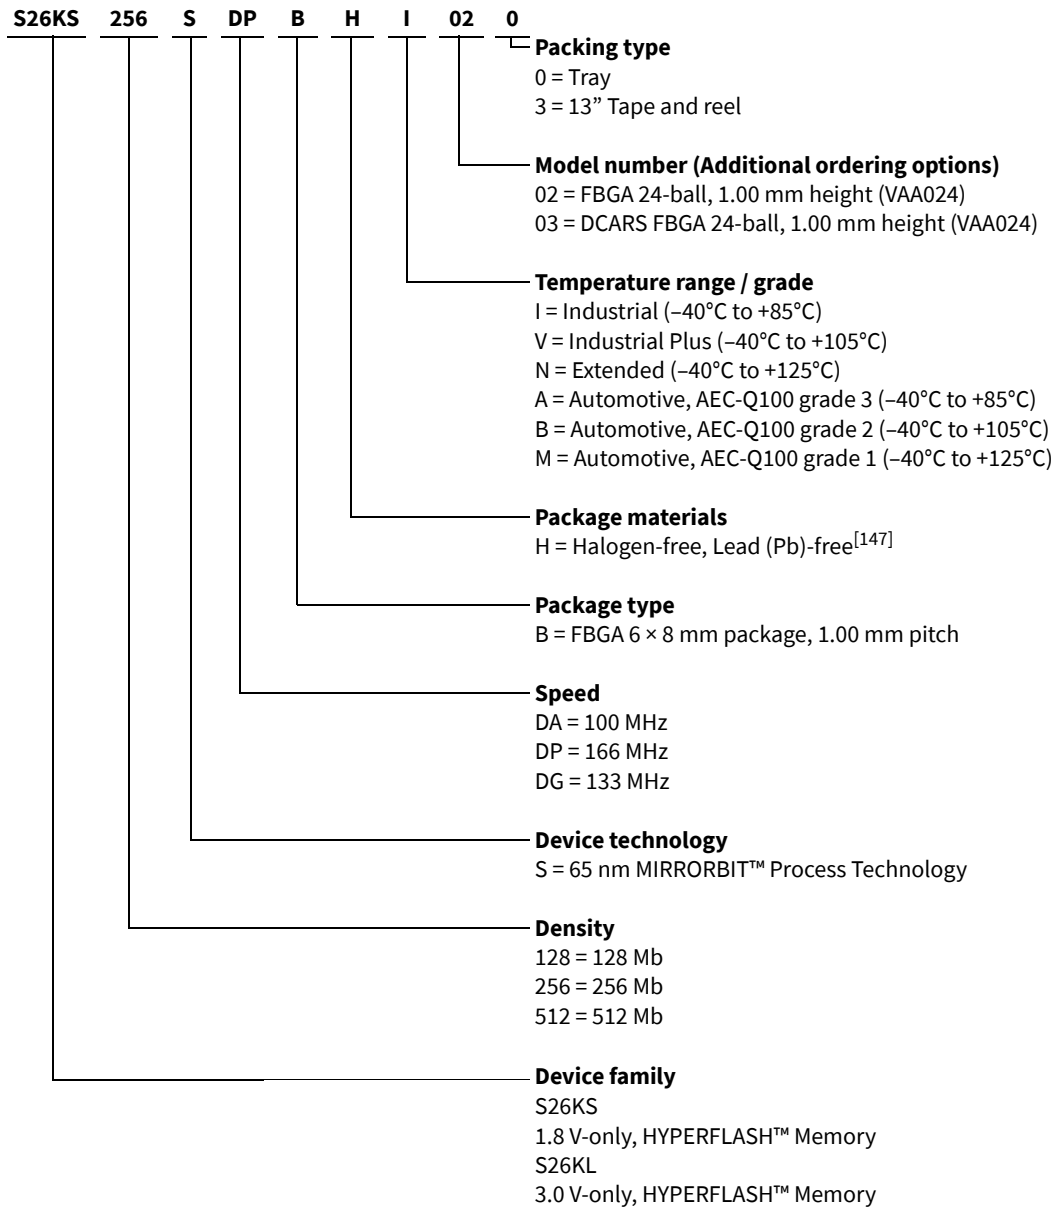 S26KS 256 S DP B H I 02 0
Packing type
0 = Tray
3 = 13” Tape and reel
Model number (Additional ordering options)
02 = FBGA 24-ball, 1.00 mm height (VAA024)
03 = DCARS FBGA 24-ball, 1.00 mm height (VAA024)
Temperature range / grade
I = Industrial (–40°C to +85°C)
V = Industrial Plus (–40°C to +105°C)
N = Extended (–40°C to +125°C)
A = Automotive, AEC-Q100 grade 3 (–40°C to +85°C)
B = Automotive, AEC-Q100 grade 2 (–40°C to +105°C)
M = Automotive, AEC-Q100 grade 1 (–40°C to +125°C)
Package materials
H = Halogen-free, Lead (Pb)-free[147]
Package type
B = FBGA 6 × 8 mm package, 1.00 mm pitch
Speed
DA = 100 MHz
DP = 166 MHz
DG = 133 MHz
Device technology
S = 65 nm MIRRORBIT™ Process Technology
Density
128 = 128 Mb
256 = 256 Mb
512 = 512 Mb
Device family
S26KS
1.8 V-only, HYPERFLASH™ Memory
S26KL
3.0 V-only, HYPERFLASH™ Memory